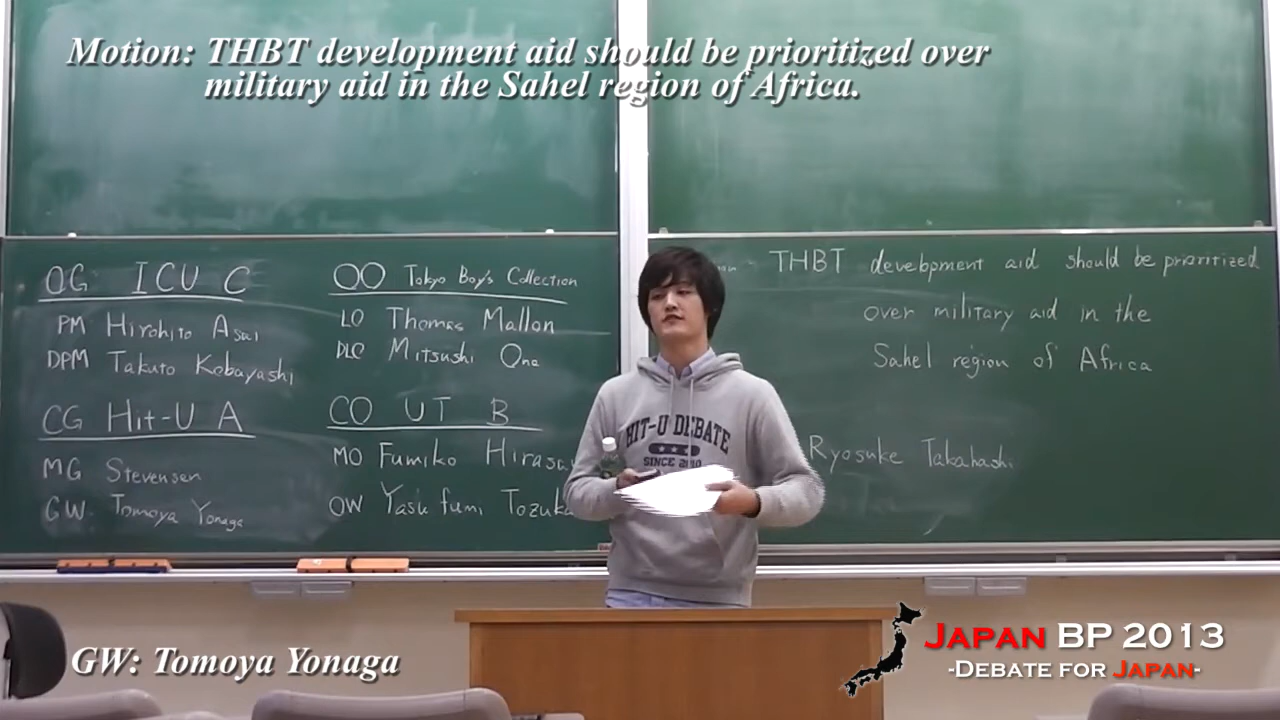 Motion: THBT development aid should be prioritized over
military aid in the Sahel region of Africa.
OG ICU C
PM Hirohito Asai
DPM Takuto Kobayashi
OO Tokyo Boy's Collection
LO Thomas Mallon
DLO Mitsushi Ono
CG Hit-U A
MG Stevensen
GW Tomoya Yonaga
CO UT B
MO Fumiko Hirasa
OW Yasufumi Tozuka
THBT development aid should be prioritized
over military aid in the
Sahel region of Africa
Ryosuke Takahashi
HIT-U DEBATE
SINCE 2010
GW: Tomoya Yonaga
JAPAN BP 2013
-DEBATE FOR JAPAN-